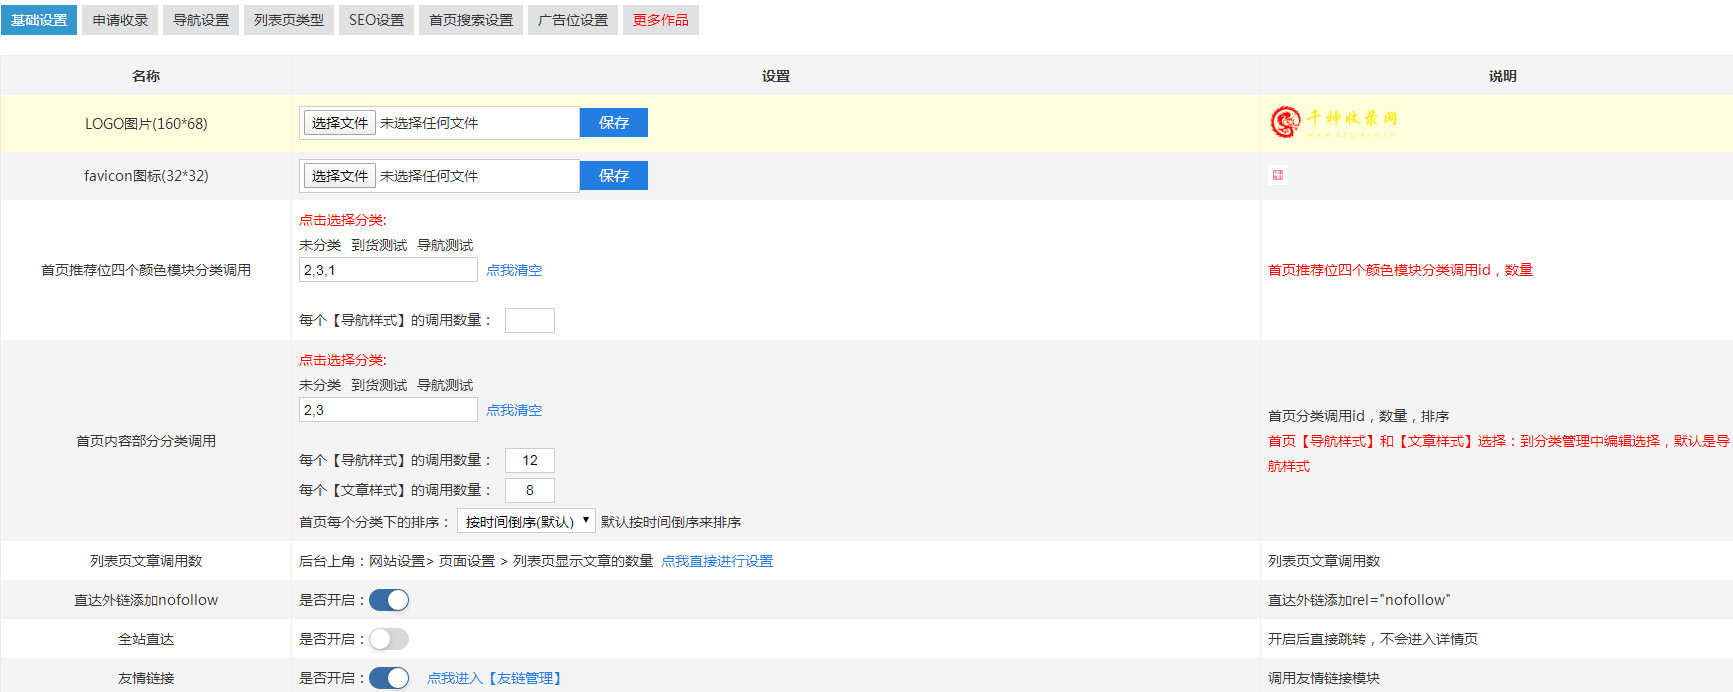 基础设置 申请收录 导航设置 列表页类型 SEO设置 首页搜索设置 广告位设置 更多作品
名称 设置 说明
LOGO图片(160*68) 选择文件 未选择任何文件 保存 千种收录网
favicon图标(32*32) 选择文件 未选择任何文件 保存
首页推荐位四个颜色模块分类调用
点击选择分类:
未分类 到货测试 导航测试
2,3,1 点我清空
每个【导航样式】的调用数量：
首页推荐位四个颜色模块分类调用id，数量
首页内容部分分类调用
点击选择分类:
未分类 到货测试 导航测试
2,3 点我清空
每个【导航样式】的调用数量： 12
每个【文章样式】的调用数量： 8
首页每个分类下的排序： 按时间倒序(默认) 默认按时间倒序来排序
首页分类调用id，数量，排序
首页【导航样式】和【文章样式】选择：到分类管理中编辑选择，默认是导
航样式
列表页文章调用数 后台上角：网站设置> 页面设置 > 列表页显示文章的数量 点我直接进行设置 列表页文章调用数
直达外链添加nofollow 是否开启： 直达外链添加rel="nofollow"
全站直达 是否开启： 开启后直接跳转，不会进入详情页
友情链接 是否开启： 点我进入【友链管理】 调用友情链接模块